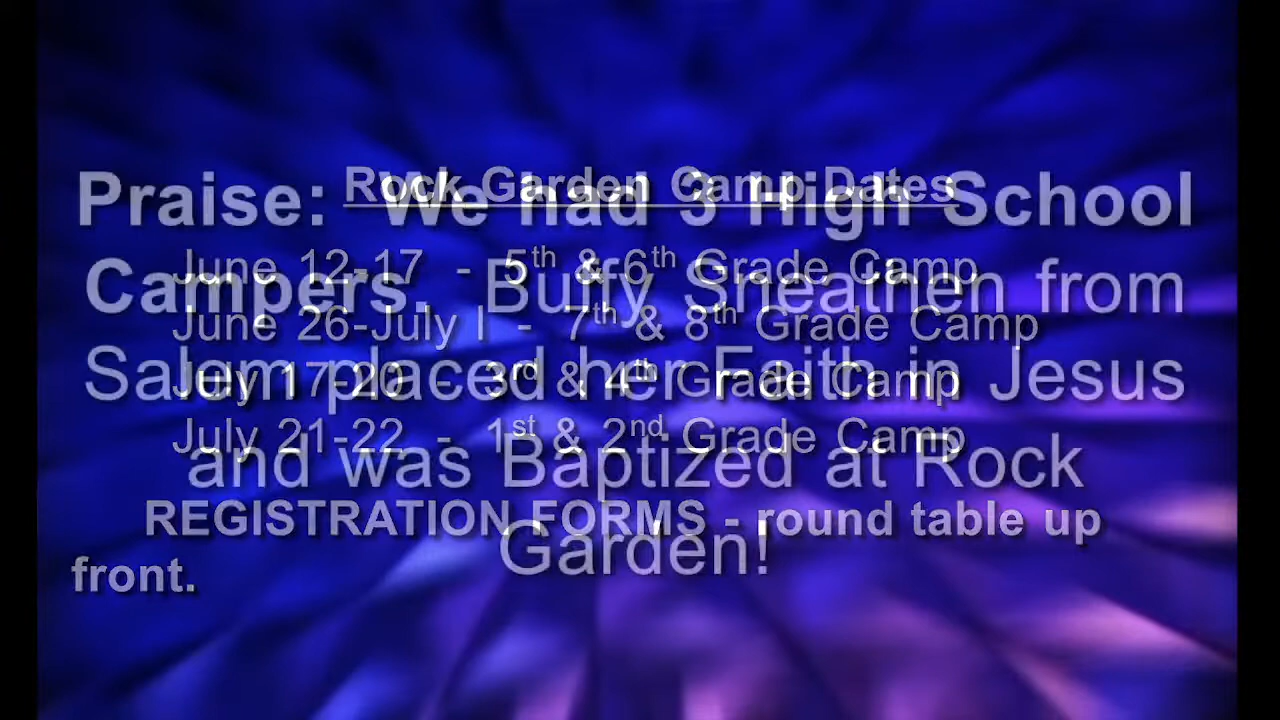 Praise: We had 3 High School
Campers. Buffy Sneathen from
Salem placed her Faith in Jesus
and was Baptized at Rock
Garden!
Rock Garden Camp Dates
June 12-17 - 5th & 6th Grade Camp
June 26-July l - 7th & 8th Grade Camp
July 17-20 - 3rd & 4th Grade Camp
July 21-22 - 1st & 2nd Grade Camp
REGISTRATION FORMS - round table up
front.